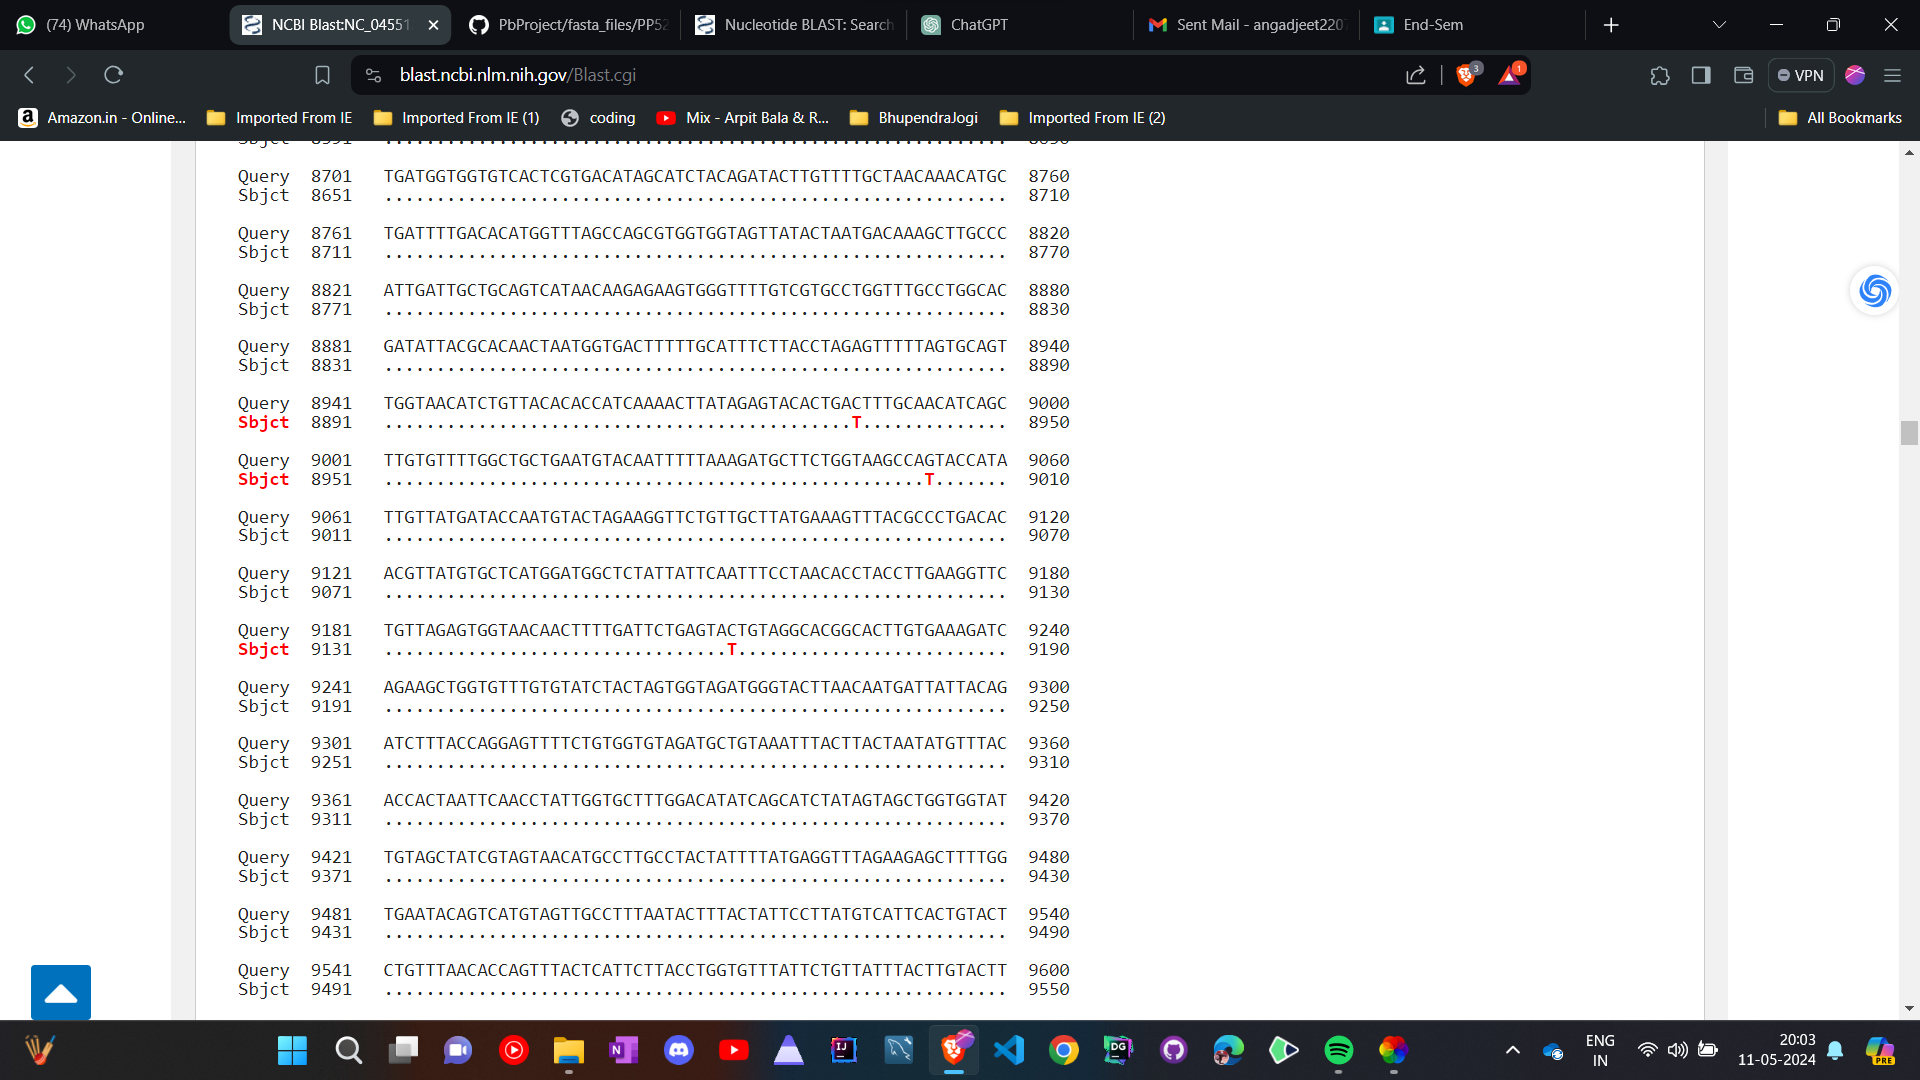 (74) WhatsApp
NCBI Blast:NC_04551
PbProject/fasta_files/PP52
Nucleotide BLAST: Search
ChatGPT
Sent Mail - angadjeet220
End-Sem
blast.ncbi.nlm.nih.gov/Blast.cgi
3
1
VPN
Amazon.in - Online...
Imported From IE
Imported From IE (1)
coding
Mix - Arpit Bala & R...
BhupendraJogi
Imported From IE (2)
All Bookmarks
Query 8701 TGATGGTGGTGTCACTCGTGACATAGCATCTACAGATACTTGTTTTGCTAACAAACATGC 8760
Sbjct 8651 ............................................................ 8710
Query 8761 TGATTTTGACACATGGTTTAGCCAGCGTGGTGGTAGTTATACTAATGACAAAGCTTGCCC 8820
Sbjct 8711 ............................................................ 8770
Query 8821 ATTGATTGCTGCAGTCATAACAAGAGAAGTGGGTTTTGTCGTGCCTGGTTTGCCTGGCAC 8880
Sbjct 8771 ............................................................ 8830
Query 8881 GATATTACGCACAACTAATGGTGACTTTTTGCATTTCTTACCTAGAGTTTTTAGTGCAGT 8940
Sbjct 8831 ............................................................ 8890
Query 8941 TGGTAACATCTGTTACACACCATCAAAACTTATAGAGTACACTGACTTTGCAACATCAGC 9000
Sbjct 8891 .............................................T.............. 8950
Query 9001 TTGTGTTTTGGCTGCTGAATGTACAATTTTTAAAGATGCTTCTGGTAAGCCAGTACCATA 9060
Sbjct 8951 ....................................................T....... 9010
Query 9061 TTGTTATGATACCAATGTACTAGAAGGTTCTGTTGCTTATGAAAGTTTACGCCCTGACAC 9120
Sbjct 9011 ............................................................ 9070
Query 9121 ACGTTATGTGCTCATGGATGGCTCTATTATTCAATTTCCTAACACCTACCTTGAAGGTTC 9180
Sbjct 9071 ............................................................ 9130
Query 9181 TGTTAGAGTGGTAACAACTTTTGATTCTGAGTACTGTAGGCACGGCACTTGTGAAAGATC 9240
Sbjct 9131 .................................T.......................... 9190
Query 9241 AGAAGCTGGTGTTTGTGTATCTACTAGTGGTAGATGGGTACTTAACAATGATTATTACAG 9300
Sbjct 9191 ............................................................ 9250
Query 9301 ATCTTTACCAGGAGTTTTCTGTGGTGTAGATGCTGTAAATTTACTTACTAATATGTTTAC 9360
Sbjct 9251 ............................................................ 9310
Query 9361 ACCACTAATTCAACCTATTGGTGCTTTGGACATATCAGCATCTATAGTAGCTGGTGGTAT 9420
Sbjct 9311 ............................................................ 9370
Query 9421 TGTAGCTATCGTAGTAACATGCCTTGCCTACTATTTTATGAGGTTTAGAAGAGCTTTTGG 9480
Sbjct 9371 ............................................................ 9430
Query 9481 TGAATACAGTCATGTAGTTGCCTTTAATACTTTACTATTCCTTATGTCATTCACTGTACT 9540
Sbjct 9431 ............................................................ 9490
Query 9541 CTGTTTAACACCAGTTTACTCATTCTTACCTGGTGTTTATTCTGTTATTTACTTGTACTT 9600
Sbjct 9491 ............................................................ 9550
ENG
IN
20:03
11-05-2024
PRE